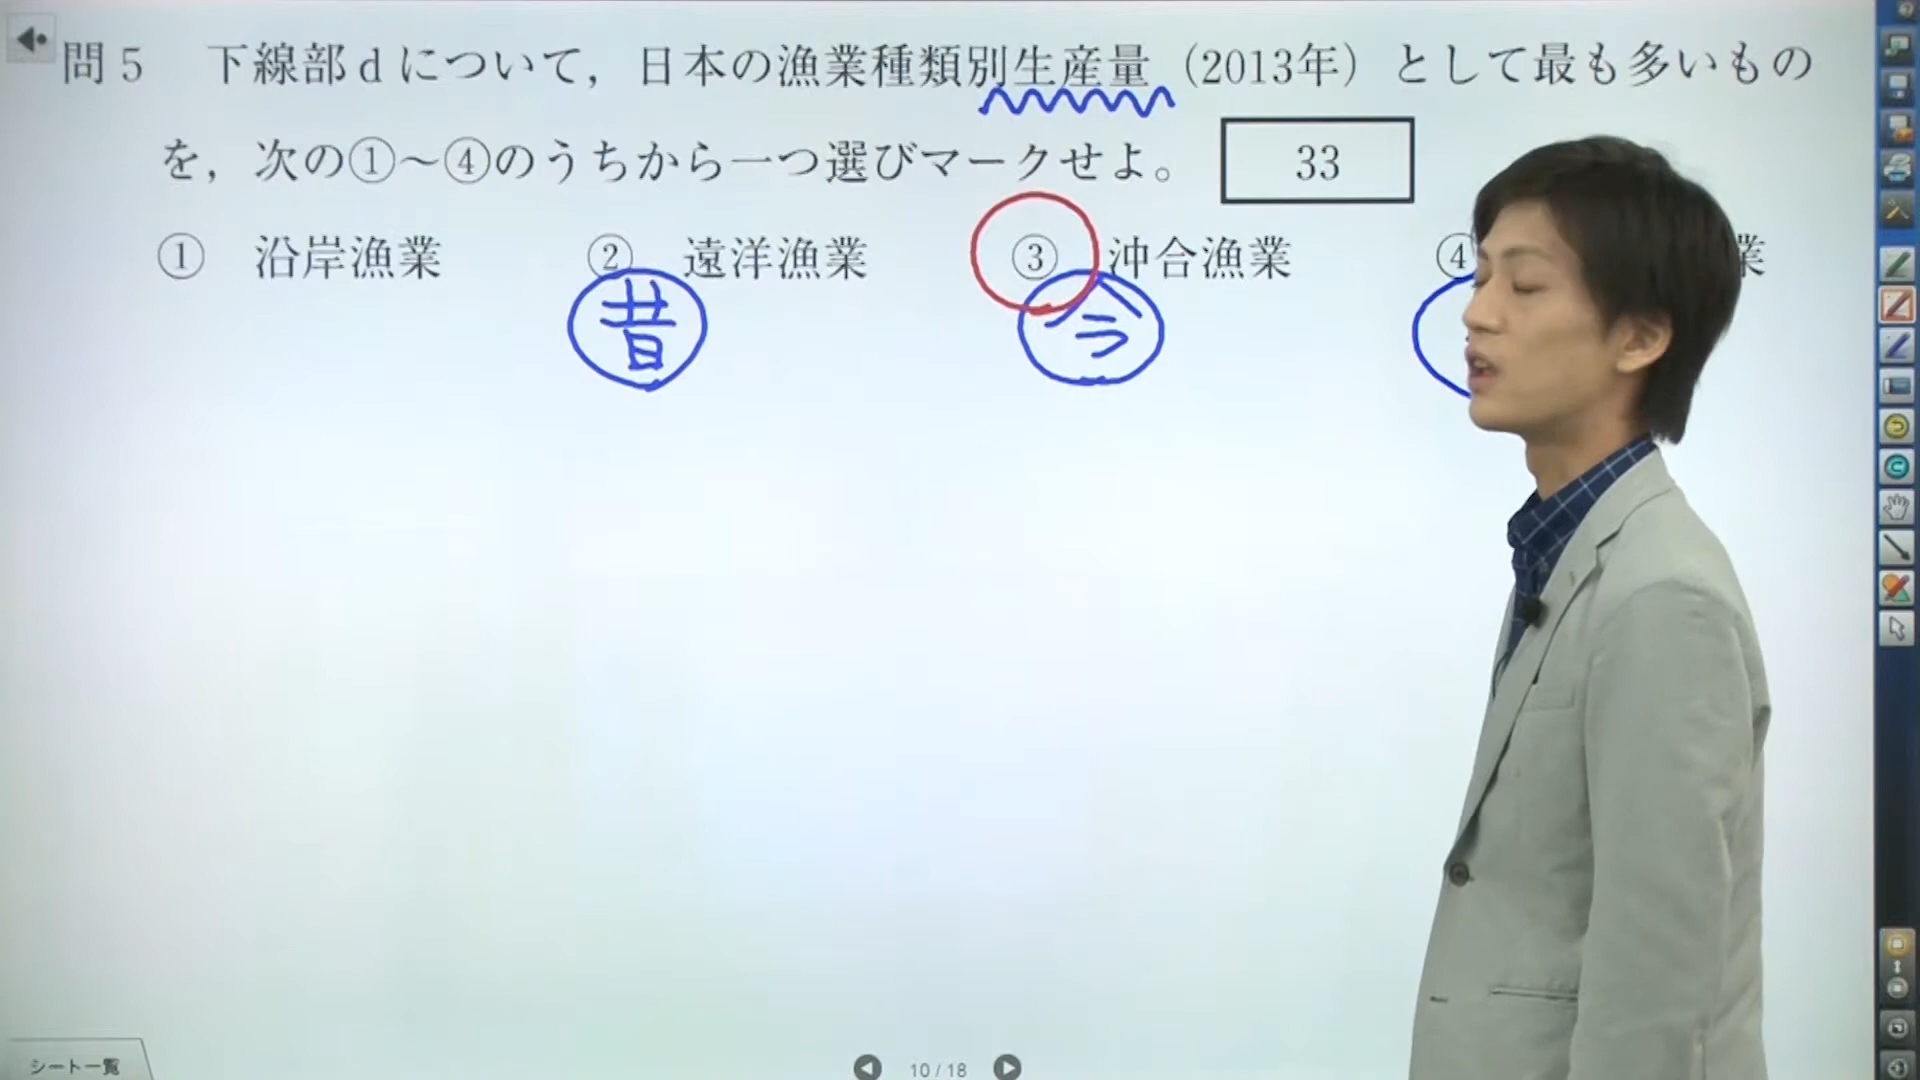 問5 下線部dについて，日本の漁業種類別生産量（2013年）として最も多いもの
を，次の①～④のうちから一つ選びマークせよ。 33
① 沿岸漁業 ② 遠洋漁業 ③ 沖合漁業 ④ 業
昔 今
シート一覧
10 / 18